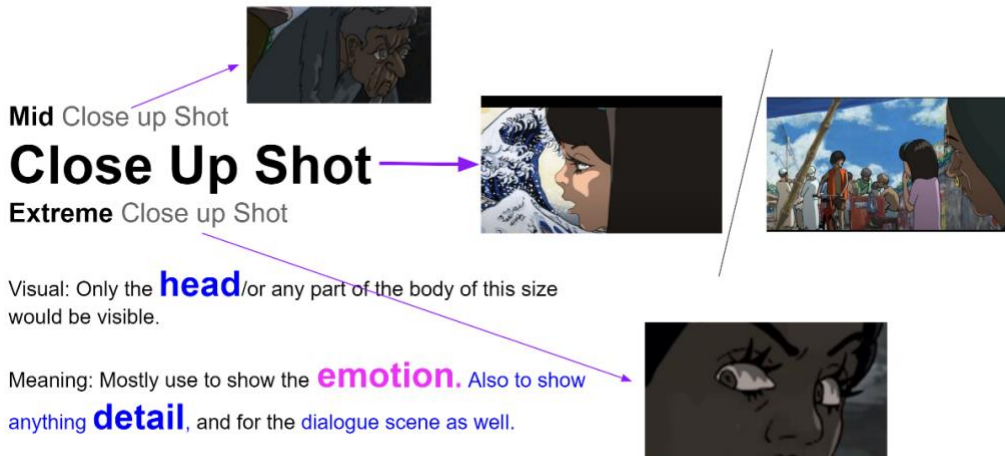 Mid Close up Shot
Close Up Shot
Extreme Close up Shot
Visual: Only the head/or any part of the body of this size
would be visible.
Meaning: Mostly use to show the emotion. Also to show
anything detail, and for the dialogue scene as well.